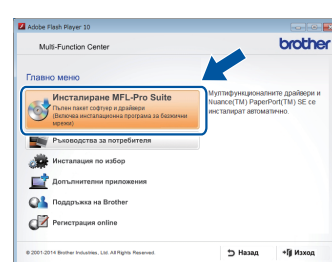 Adobe Flash Player 10
Multi-Function Center
brother
Главно меню
Инсталиране MFL-Pro Suite
Пълен пакет софтуер и драйвери
(Включва инсталационна програма за безжични
мрежи)
Мултифункционалните драйвери и
Nuance(TM) PaperPort(TM) SE се
инсталират автоматично.
Ръководства за потребителя
Инсталация по избор
Допълнителни приложения
Поддръжка на Brother
Регистрация online
© 2001-2014 Brother Industries, Ltd. All Rights Reserved.
Назад
Изход